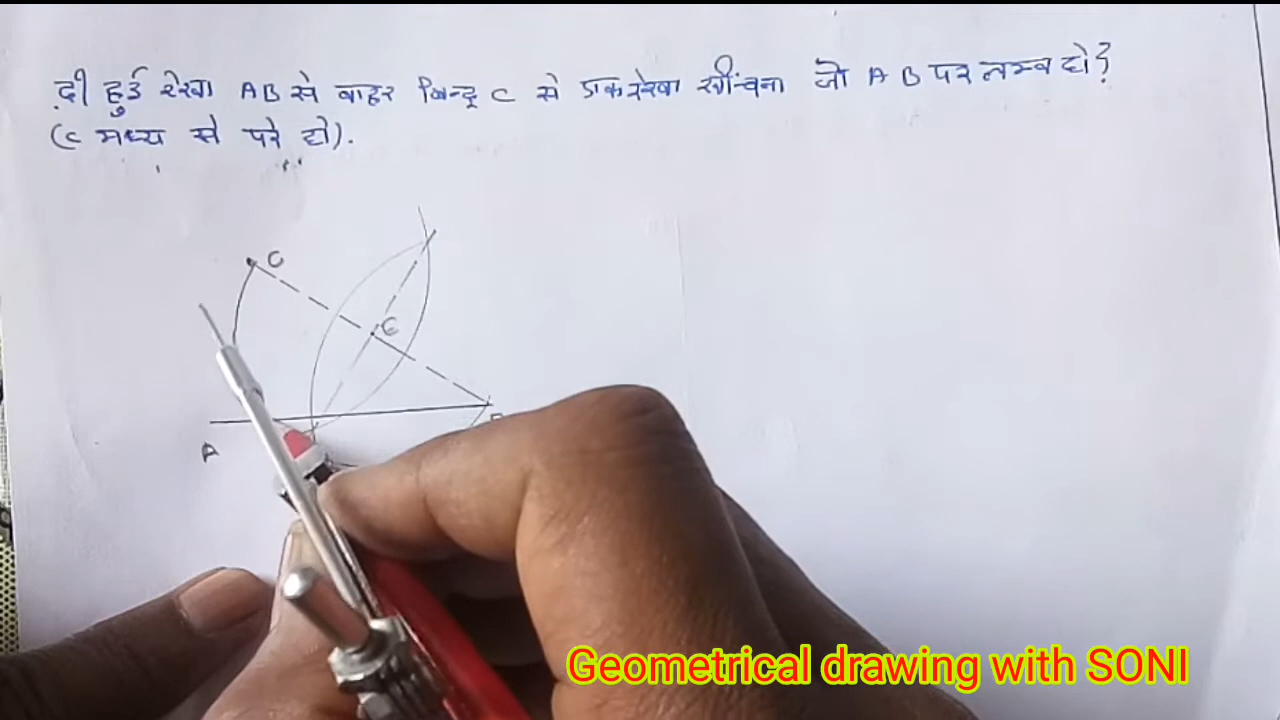 दी हुई रेखा AB से बाहर बिन्दू C से एक रेखा खींचना जो AB पर लम्ब हो?
(C मध्य से परे हो).
C
E
A
Geometrical drawing with SONI